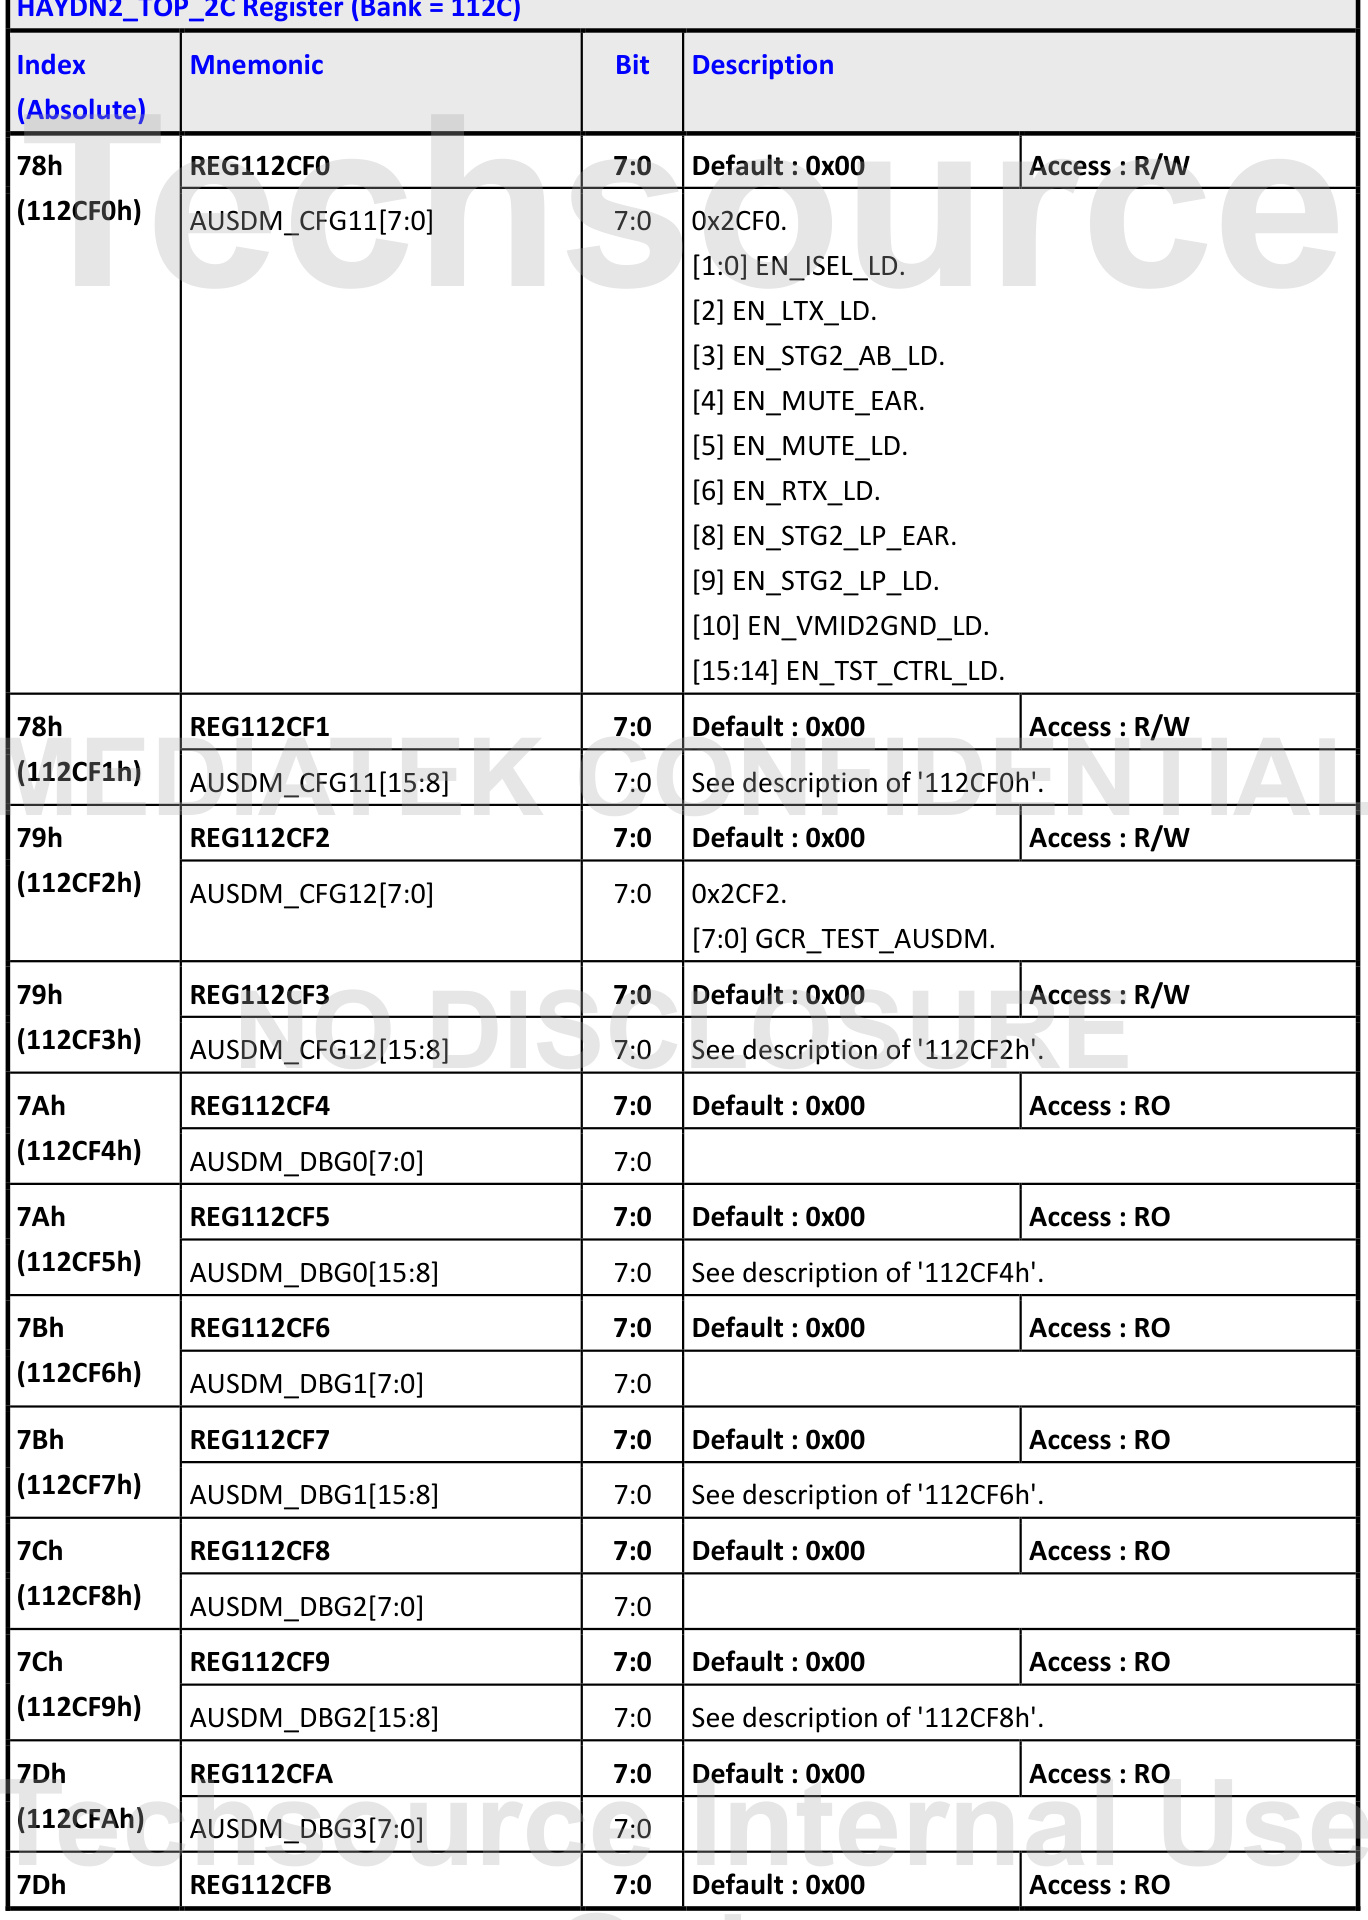 HAYDN2_TOP_2C Register (Bank = 112C)
Index (Absolute) Mnemonic Bit Description
78h (112CF0h) REG112CF0 7:0 Default : 0x00 Access : R/W
AUSDM_CFG11[7:0] 7:0 0x2CF0.
[1:0] EN_ISEL_LD.
[2] EN_LTX_LD.
[3] EN_STG2_AB_LD.
[4] EN_MUTE_EAR.
[5] EN_MUTE_LD.
[6] EN_RTX_LD.
[8] EN_STG2_LP_EAR.
[9] EN_STG2_LP_LD.
[10] EN_VMID2GND_LD.
[15:14] EN_TST_CTRL_LD.
78h (112CF1h) REG112CF1 7:0 Default : 0x00 Access : R/W
AUSDM_CFG11[15:8] 7:0 See description of '112CF0h'.
79h (112CF2h) REG112CF2 7:0 Default : 0x00 Access : R/W
AUSDM_CFG12[7:0] 7:0 0x2CF2.
[7:0] GCR_TEST_AUSDM.
79h (112CF3h) REG112CF3 7:0 Default : 0x00 Access : R/W
AUSDM_CFG12[15:8] 7:0 See description of '112CF2h'.
7Ah (112CF4h) REG112CF4 7:0 Default : 0x00 Access : RO
AUSDM_DBG0[7:0] 7:0
7Ah (112CF5h) REG112CF5 7:0 Default : 0x00 Access : RO
AUSDM_DBG0[15:8] 7:0 See description of '112CF4h'.
7Bh (112CF6h) REG112CF6 7:0 Default : 0x00 Access : RO
AUSDM_DBG1[7:0] 7:0
7Bh (112CF7h) REG112CF7 7:0 Default : 0x00 Access : RO
AUSDM_DBG1[15:8] 7:0 See description of '112CF6h'.
7Ch (112CF8h) REG112CF8 7:0 Default : 0x00 Access : RO
AUSDM_DBG2[7:0] 7:0
7Ch (112CF9h) REG112CF9 7:0 Default : 0x00 Access : RO
AUSDM_DBG2[15:8] 7:0 See description of '112CF8h'.
7Dh (112CFAh) REG112CFA 7:0 Default : 0x00 Access : RO
AUSDM_DBG3[7:0] 7:0
7Dh REG112CFB 7:0 Default : 0x00 Access : RO
Techsource
MEDIATEK CONFIDENTIAL
NO DISCLOSURE
Techsource Internal Use